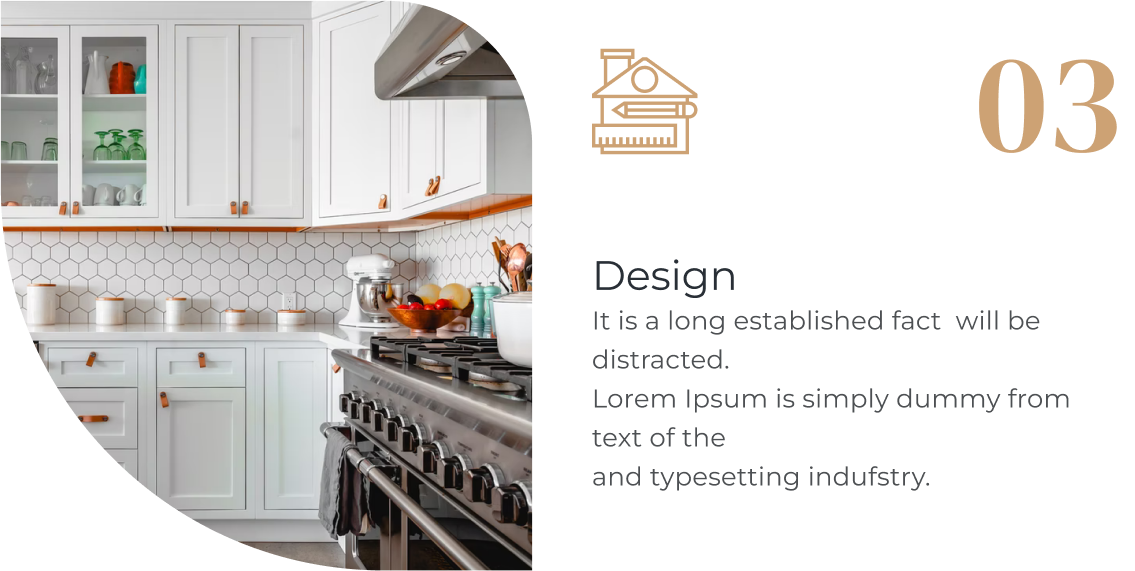 03
Design
It is a long established fact  will be
distracted.
Lorem Ipsum is simply dummy from
text of the
and typesetting indufstry.